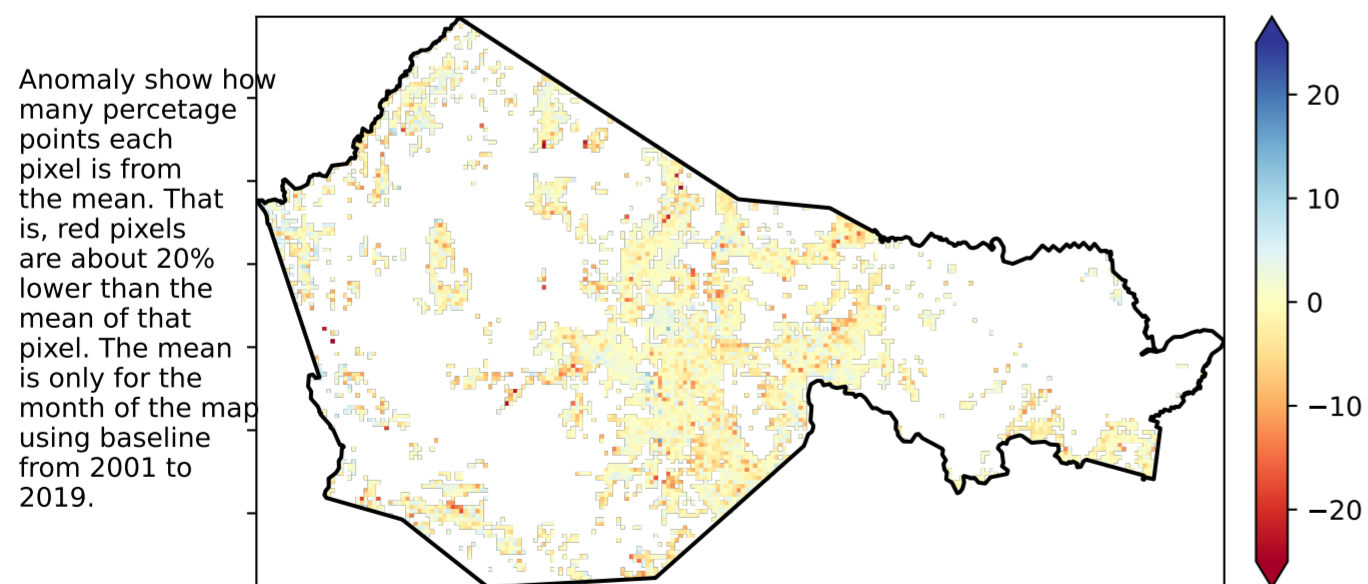 Anomaly show how
many percetage
points each
pixel is from
the mean. That
is, red pixels
are about 20%
lower than the
mean of that
pixel. The mean
is only for the
month of the map
using baseline
from 2001 to
2019.
20
10
0
−10
−20